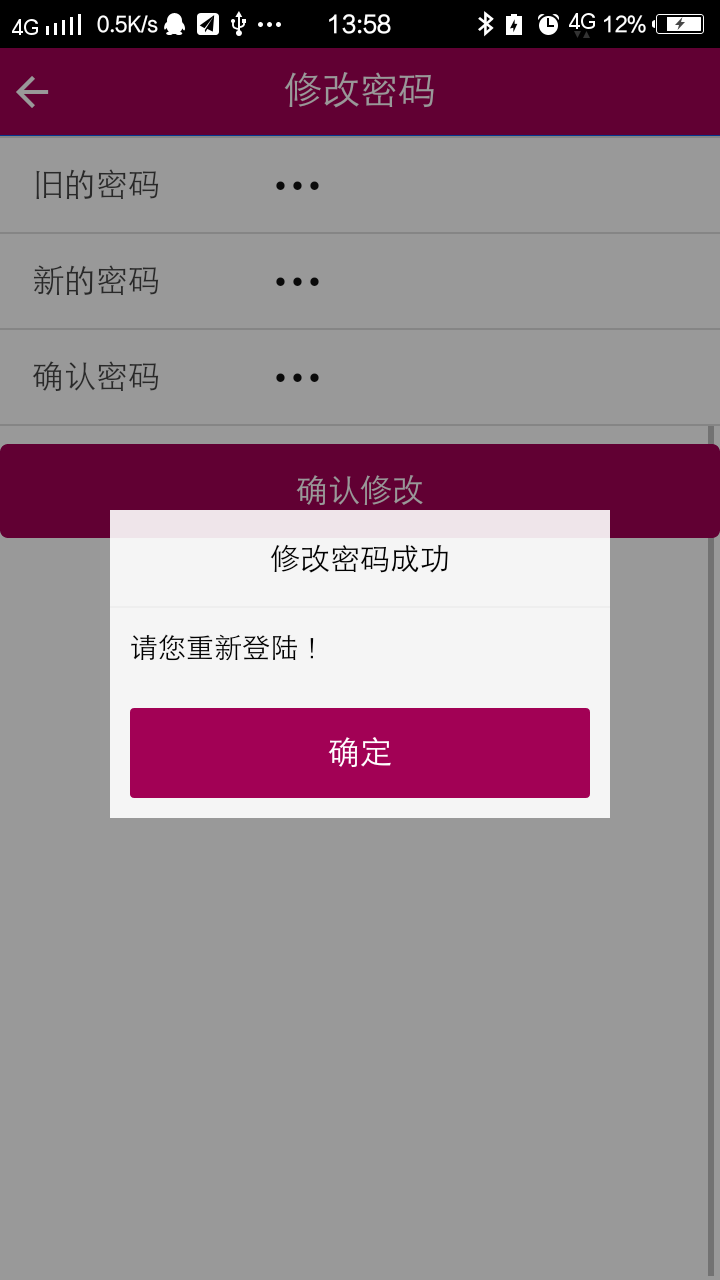 4G 0.5K/s 13:58 4G 12%
修改密码
旧的密码 •••
新的密码 •••
确认密码 •••
确认修改
修改密码成功
请您重新登陆！
确定